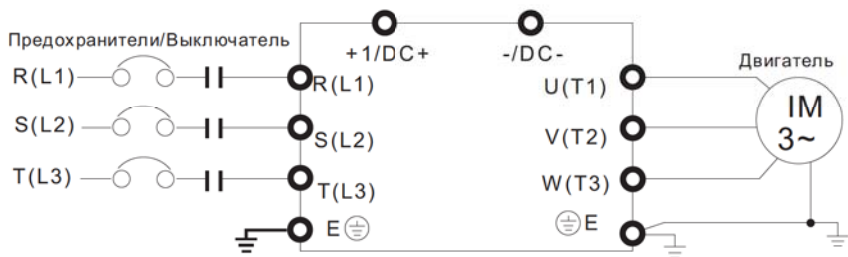 Предохранители/Выключатель
+1/DC+
-/DC-
Двигатель
R(L1)
R(L1)
U(T1)
IM
3~
S(L2)
S(L2)
V(T2)
T(L3)
T(L3)
W(T3)
E
E